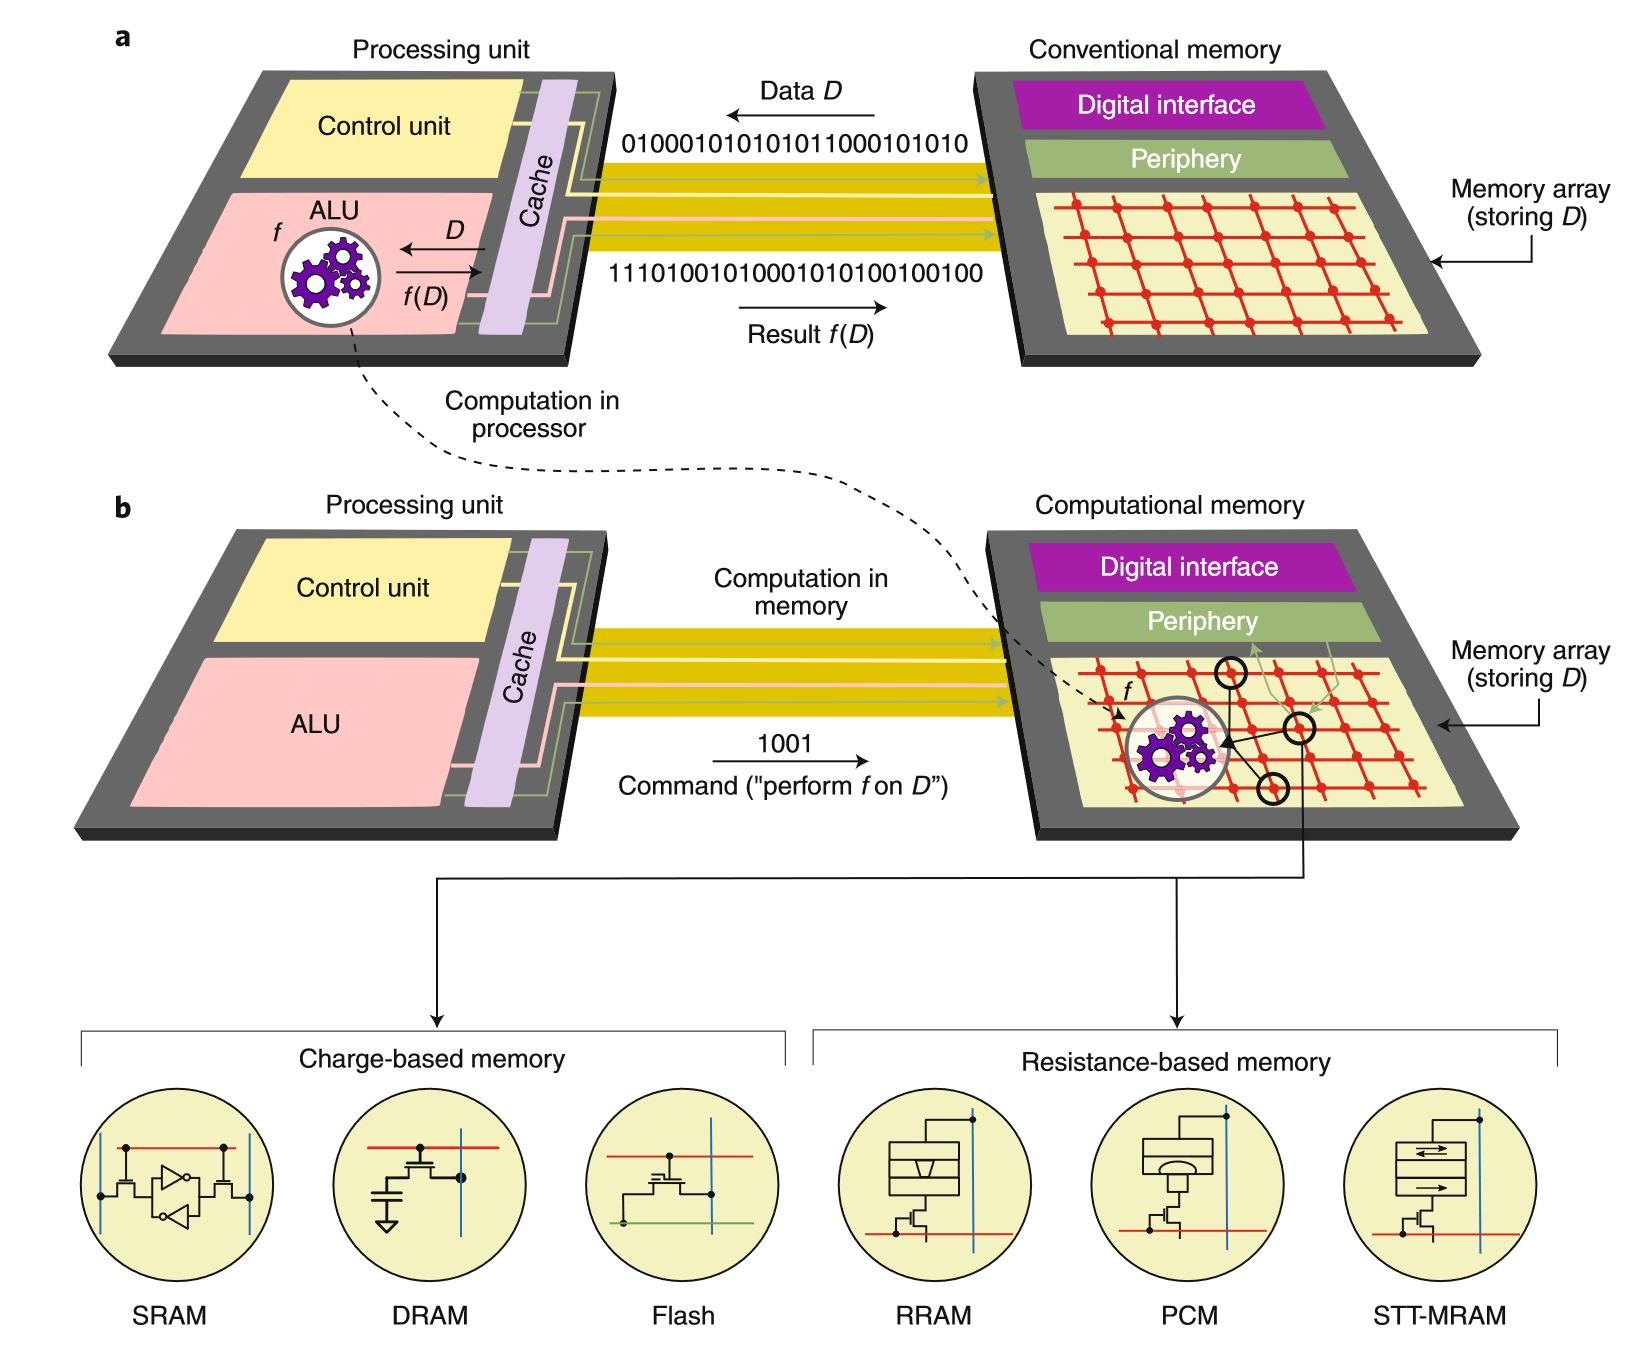 a
Processing unit
Conventional memory
Control unit
Cache
Data D
010001010101011000101010
Digital interface
Periphery
Memory array
(storing D)
ALU
f
D
f(D)
1110100101000101010100100100
Result f(D)
Computation in
processor
b
Processing unit
Computational memory
Control unit
Cache
ALU
Computation in
memory
1001
Command ("perform f on D”)
Digital interface
Periphery
f
Memory array
(storing D)
Charge-based memory
Resistance-based memory
SRAM
DRAM
Flash
RRAM
PCM
STT-MRAM